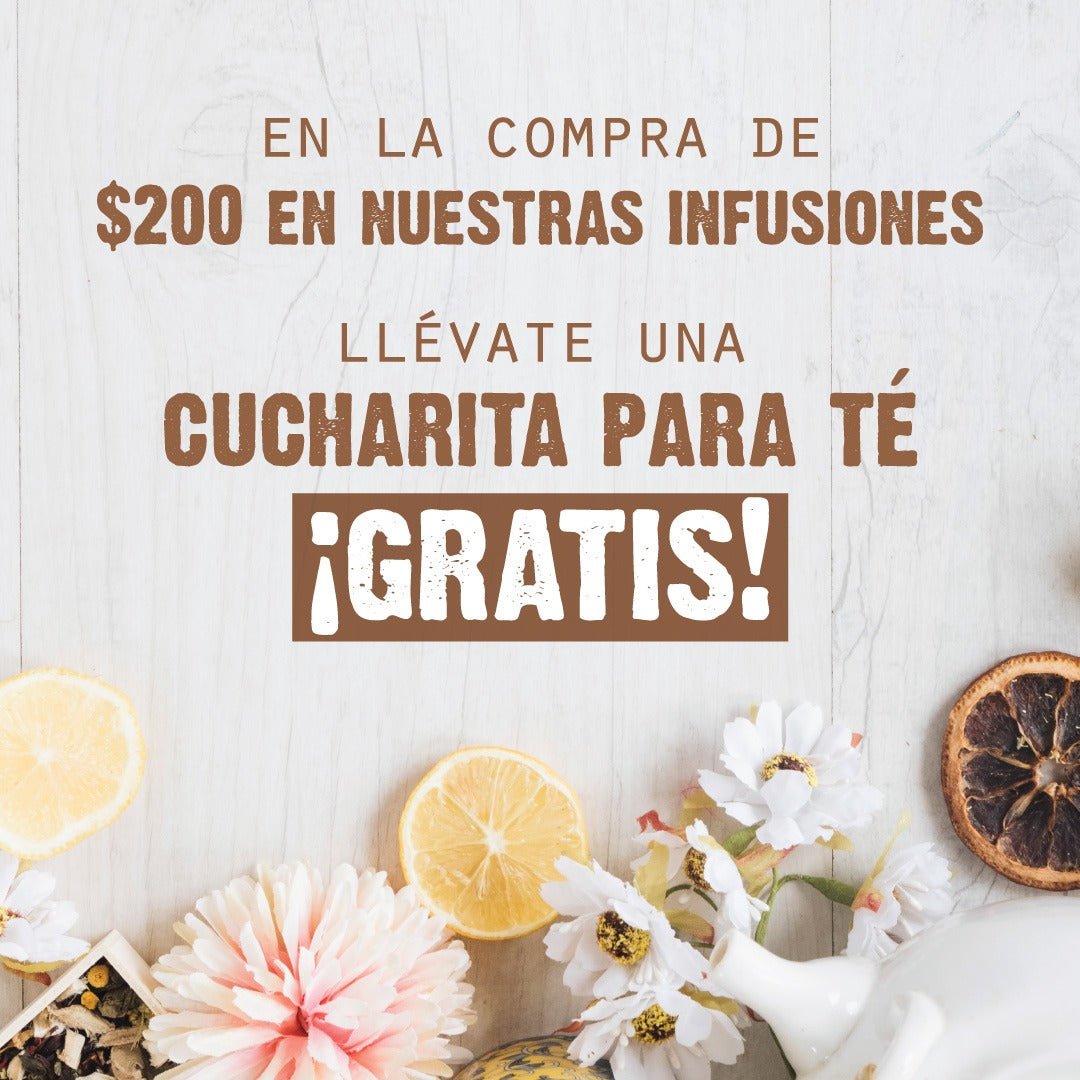 EN LA COMPRA DE
$200 EN NUESTRAS INFUSIONES
LLÉVATE UNA
CUCHARITA PARA TÉ
¡GRATIS!